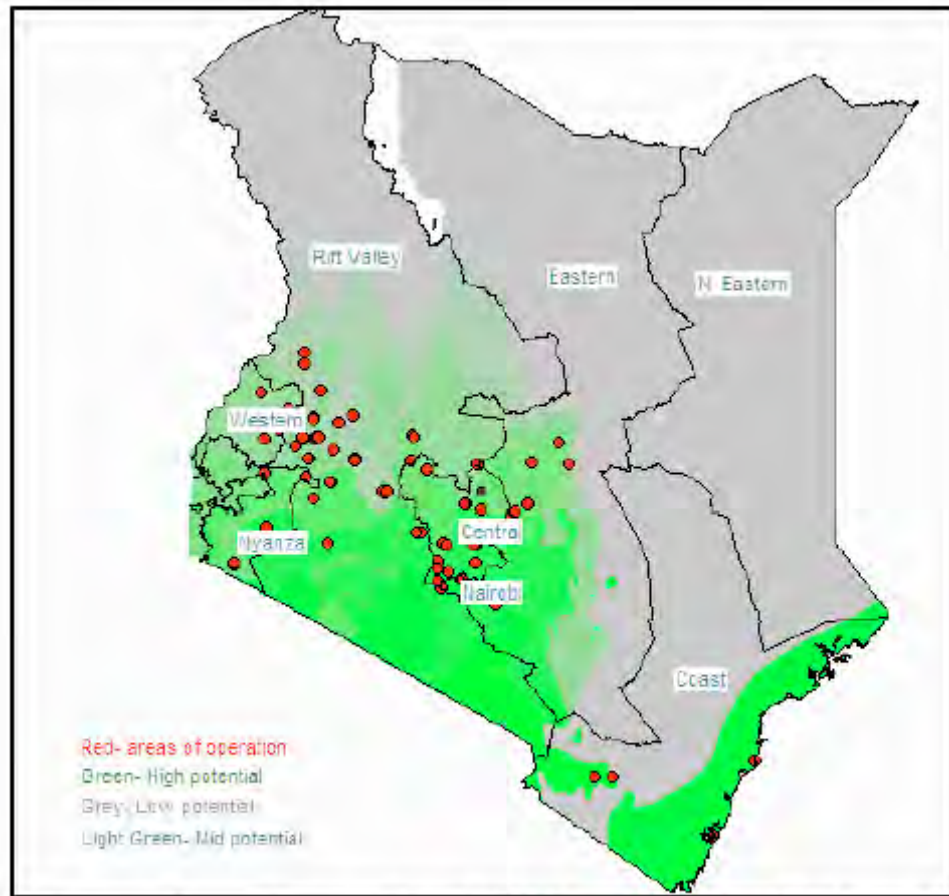 Rift Valley
Eastern
N. Eastern
Western
Nyanza
Central
Nairobi
Coast
Red- areas of operation
Green- High potential
Grey- Low potential
Light Green- Mid potential